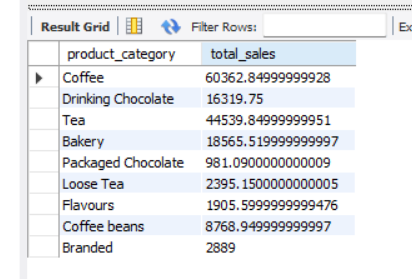 Result Grid Filter Rows: Ex
product_category total_sales
Coffee 60362.84999999928
Drinking Chocolate 16319.75
Tea 44539.84999999951
Bakery 18565.519999999997
Packaged Chocolate 981.0900000000009
Loose Tea 2395.1500000000005
Flavours 1905.5999999999476
Coffee beans 8768.949999999997
Branded 2889